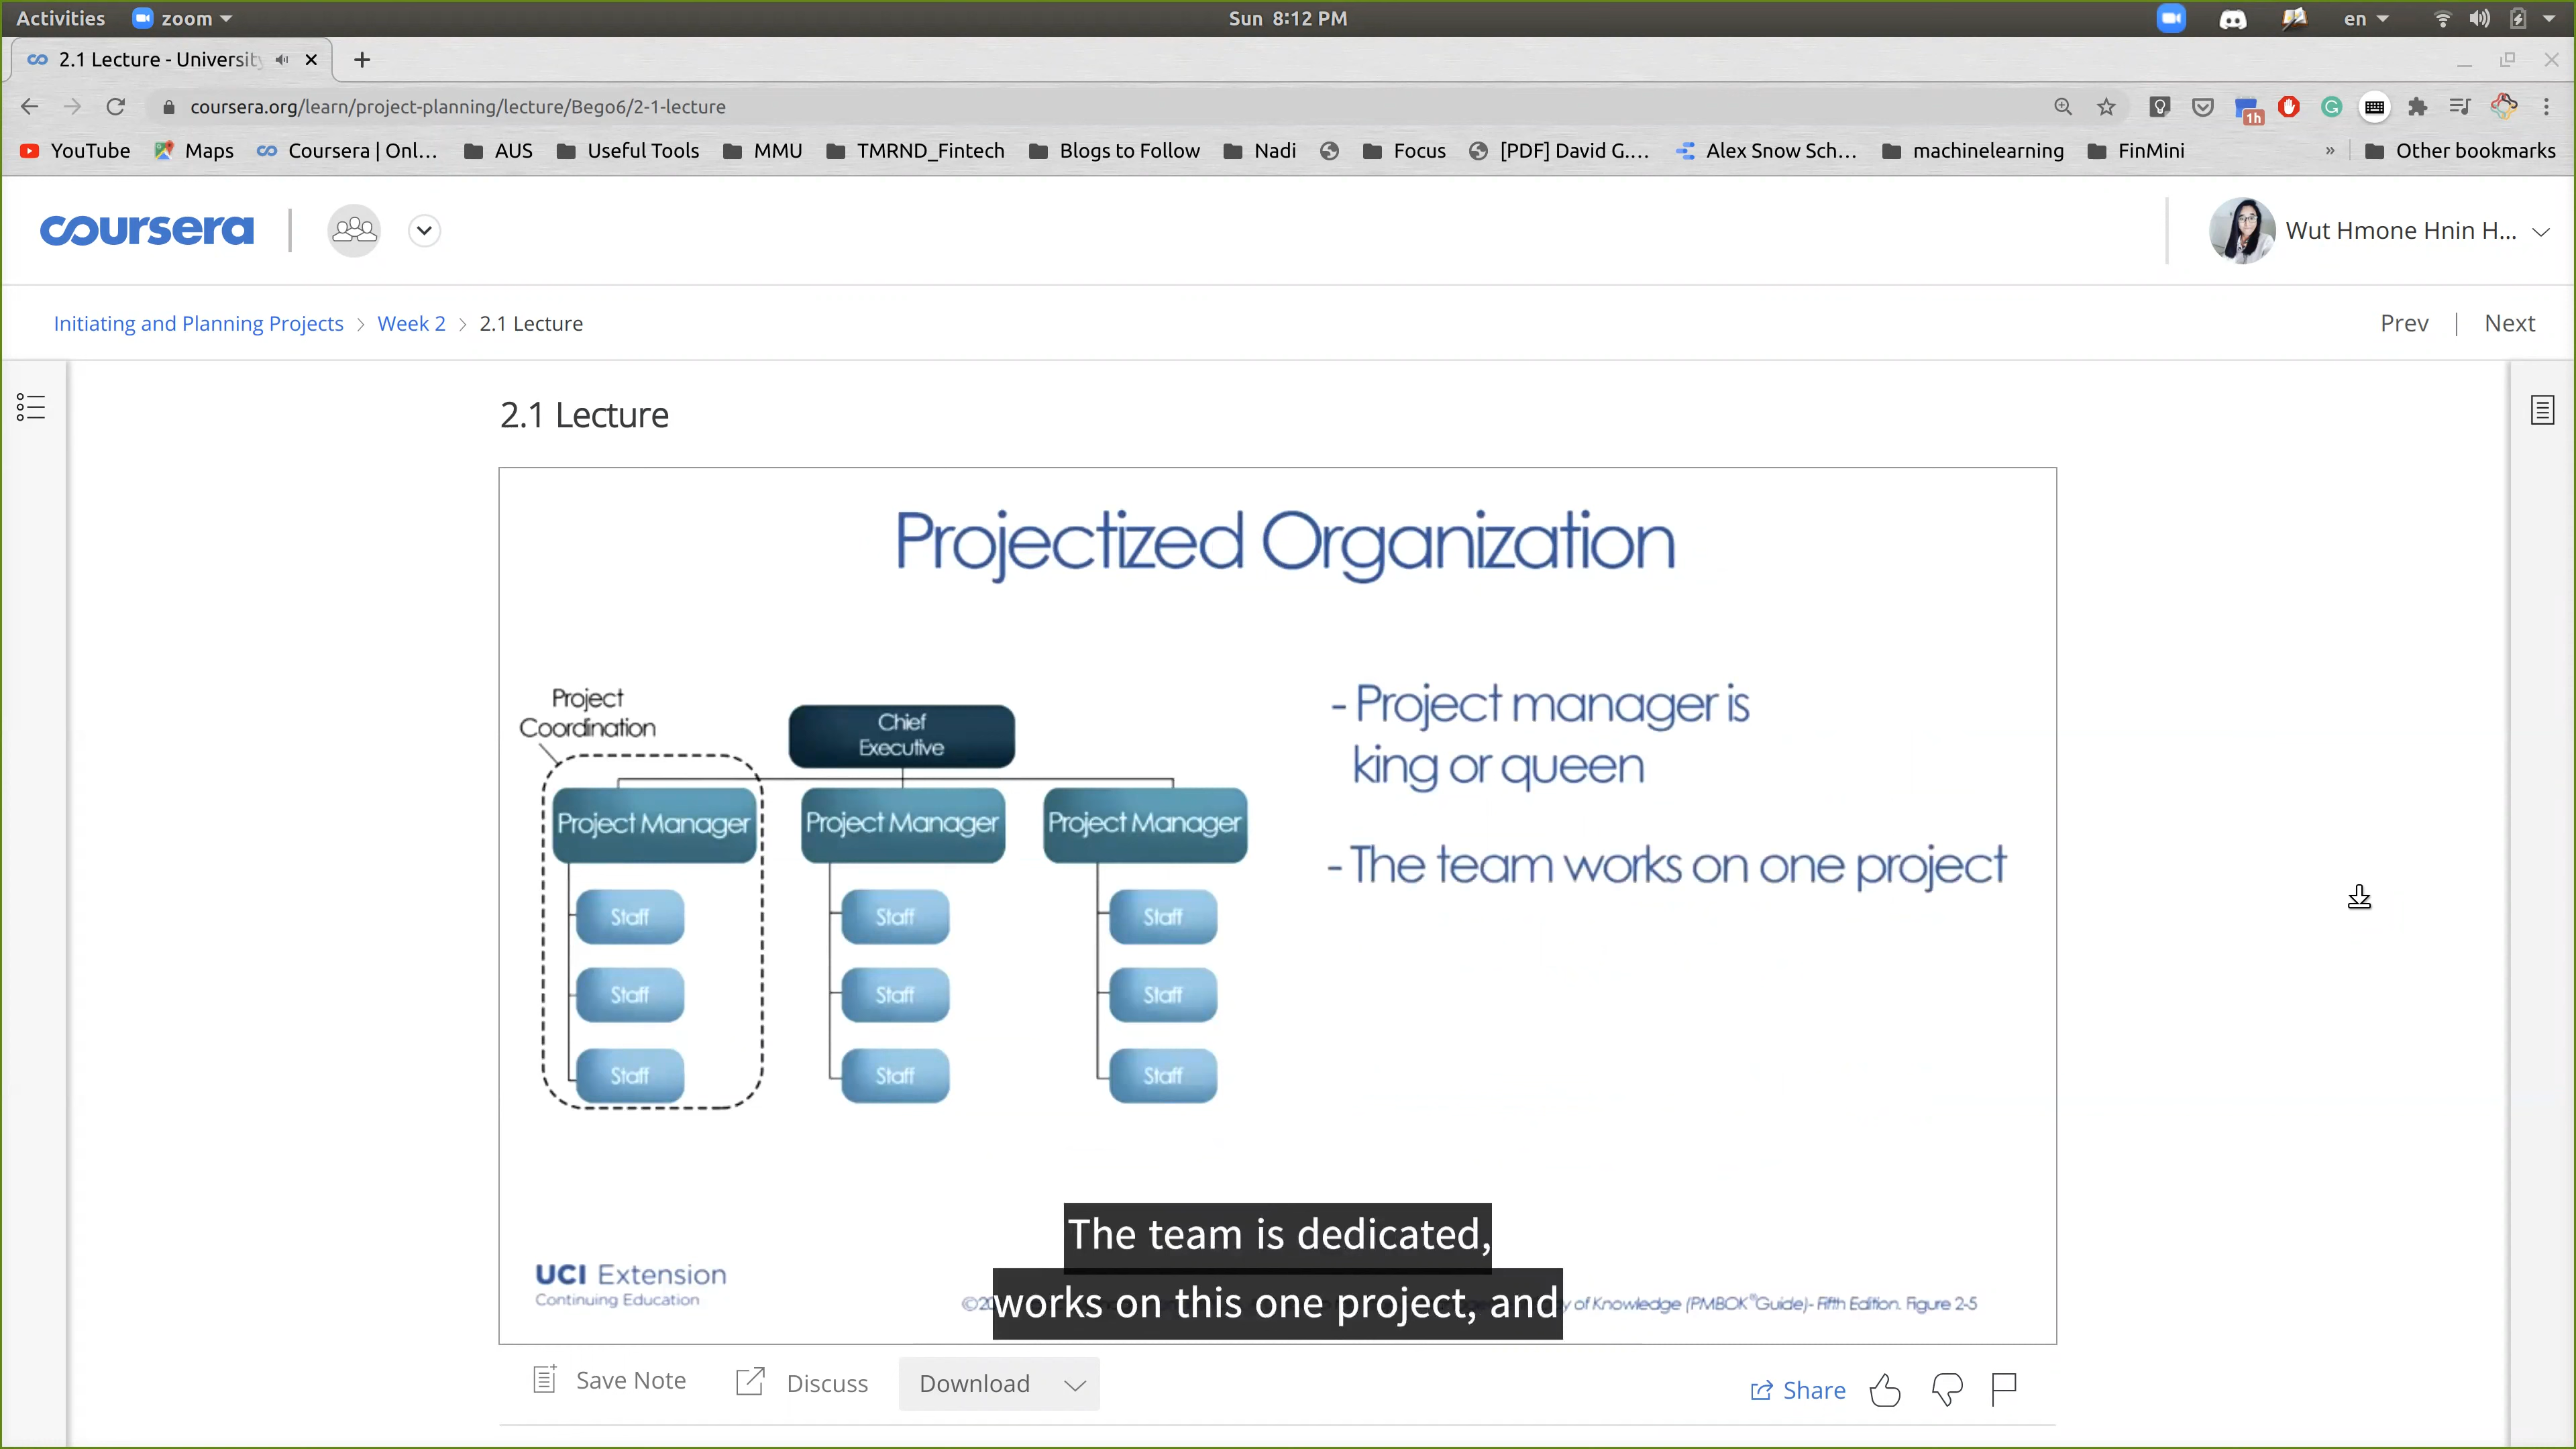 Activities zoom Sun 8:12 PM en
2.1 Lecture - University
coursera.org/learn/project-planning/lecture/Bego6/2-1-lecture 1h
YouTube Maps Coursera | Onl... AUS Useful Tools MMU TMRND_Fintech Blogs to Follow Nadi Focus [PDF] David G.... Alex Snow Sch... machinelearning FinMini » Other bookmarks
coursera Wut Hmone Hnin H...
Initiating and Planning Projects > Week 2 > 2.1 Lecture Prev | Next
2.1 Lecture
Projectized Organization
Project
Coordination
Chief
Executive
Project Manager Project Manager Project Manager
Staff Staff Staff
Staff Staff Staff
Staff Staff Staff
- Project manager is
king or queen
- The team works on one project
The team is dedicated,
works on this one project, and
UCI Extension
Continuing Education
of Knowledge (PMBOK® Guide)- Fifth Edition. Figure 2-5
Save Note Discuss Download Share